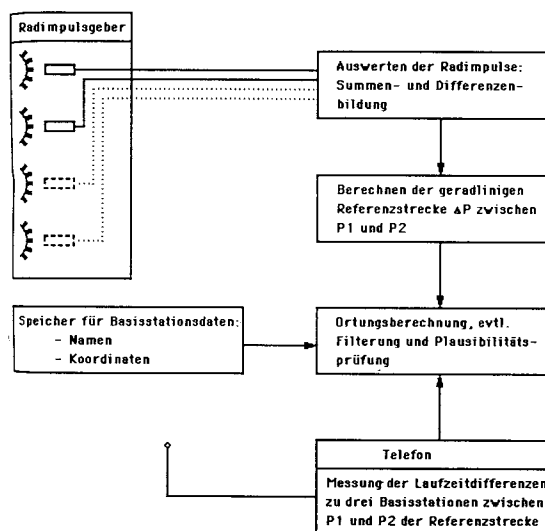 Radimpulsgeber
Auswerten der Radimpulse:
Summen- und Differenzen-
bildung
Berechnen der geradlinigen
Referenzstrecke ΔP zwischen
P1 und P2
Speicher für Basisstationsdaten:
- Namen
- Koordinaten
Ortungsberechnung, evtl.
Filterung und Plausibilitäts-
prüfung
Telefon
Messung der Laufzeitdifferenzen
zu drei Basisstationen zwischen
P1 und P2 der Referenzstrecke